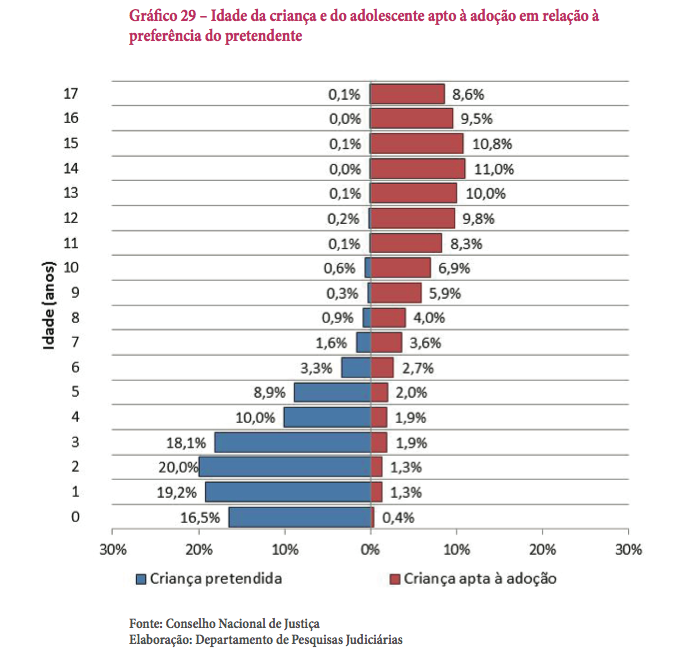 Gráfico 29 – Idade da criança e do adolescente apto à adoção em relação à
preferência do pretendente
Idade (anos)
17 0,1% 8,6%
16 0,0% 9,5%
15 0,1% 10,8%
14 0,0% 11,0%
13 0,1% 10,0%
12 0,2% 9,8%
11 0,1% 8,3%
10 0,6% 6,9%
9 0,3% 5,9%
8 0,9% 4,0%
7 1,6% 3,6%
6 3,3% 2,7%
5 8,9% 2,0%
4 10,0% 1,9%
3 18,1% 1,9%
2 20,0% 1,3%
1 19,2% 1,3%
0 16,5% 0,4%
30% 20% 10% 0% 10% 20% 30%
Criança pretendida Criança apta à adoção
Fonte: Conselho Nacional de Justiça
Elaboração: Departamento de Pesquisas Judiciárias